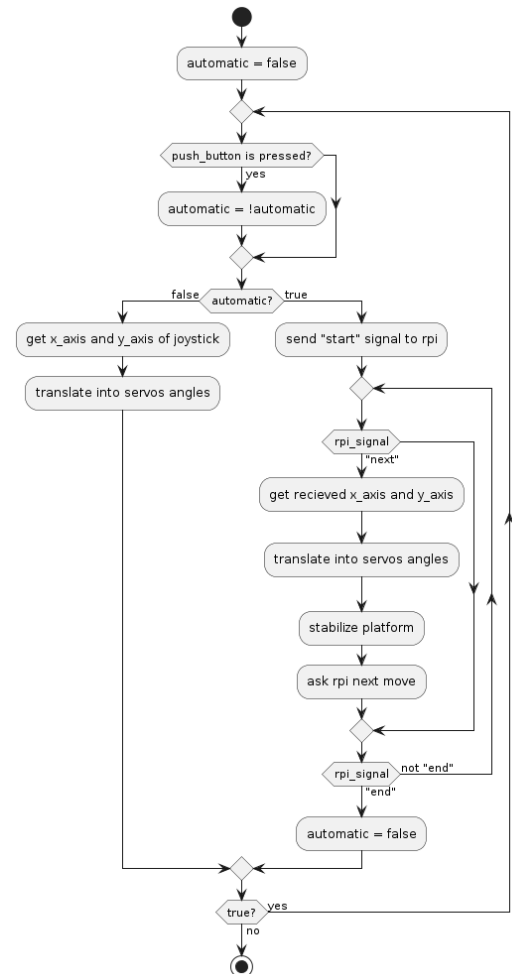 automatic = false
push_button is pressed?
yes
automatic = !automatic
automatic?
false
true
get x_axis and y_axis of joystick
translate into servos angles
send "start" signal to rpi
rpi_signal
"next"
get recieved x_axis and y_axis
translate into servos angles
stabilize platform
ask rpi next move
rpi_signal
not "end"
"end"
automatic = false
true?
yes
no